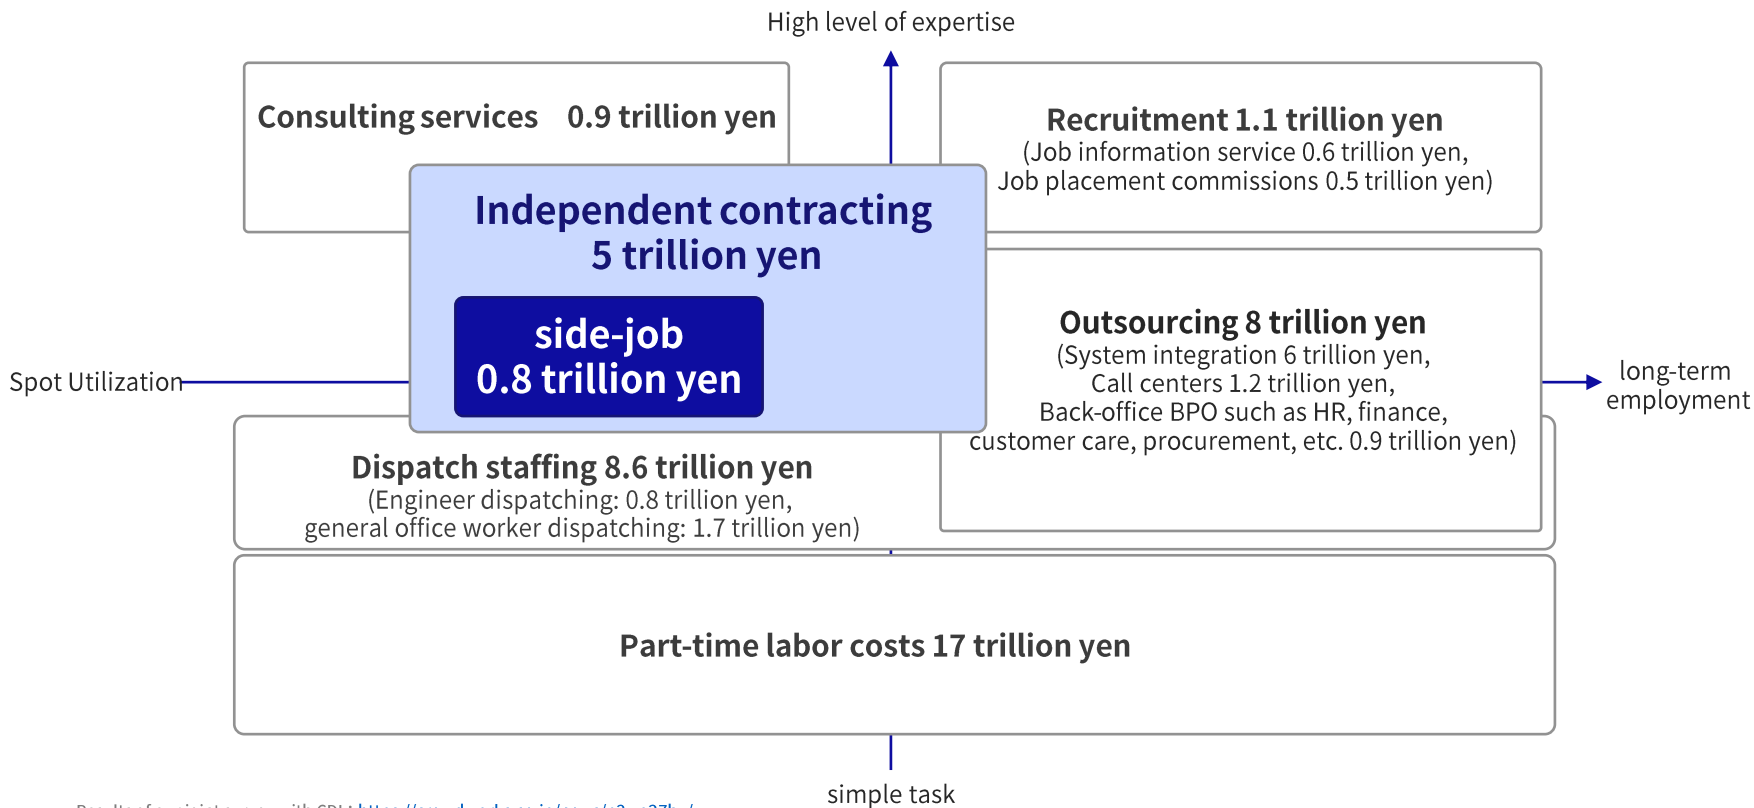 High level of expertise
Consulting services 0.9 trillion yen
Recruitment 1.1 trillion yen
(Job information service 0.6 trillion yen,
Job placement commissions 0.5 trillion yen)
Independent contracting
5 trillion yen
side-job
0.8 trillion yen
Outsourcing 8 trillion yen
(System integration 6 trillion yen,
Call centers 1.2 trillion yen,
Back-office BPO such as HR, finance,
customer care, procurement, etc. 0.9 trillion yen)
Spot Utilization
long-term
employment
Dispatch staffing 8.6 trillion yen
(Engineer dispatching: 0.8 trillion yen,
general office worker dispatching: 1.7 trillion yen)
Part-time labor costs 17 trillion yen
simple task